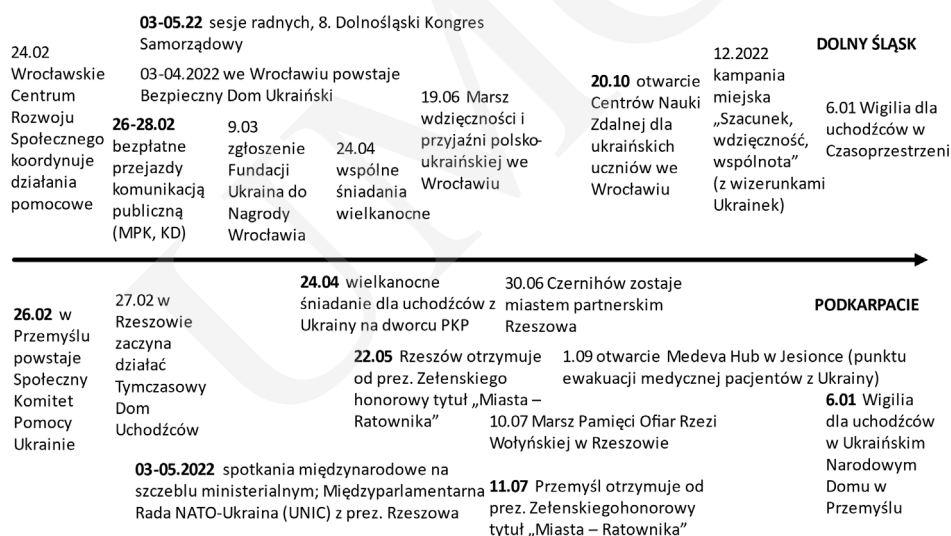 03-05.22 sesje radnych, 8. Dolnośląski Kongres
Samorządowy
DOLNY ŚLĄSK
24.02
Wrocławskie
Centrum
Rozwoju
Społecznego
koordynuje
działania
pomocowe
03-04.2022 we Wrocławiu powstaje
Bezpieczny Dom Ukraiński
26-28.02
bezpłatne
przejazdy
komunikacją
publiczną
(MPK, KD)
9.03
zgłoszenie
Fundacji
Ukraina do
Nagrody
Wrocławia
24.04
wspólne
śniadania
wielkanocne
19.06 Marsz
wdzięczności i
przyjaźni polsko-
ukraińskiej we
Wrocławiu
20.10 otwarcie
Centrów Nauki
Zdalnej dla
ukraińskich
uczniów we
Wrocławiu
12.2022
kampania
miejska
„Szacunek,
wdzięczność,
wspólnota”
(z wizerunkami
Ukrainek)
6.01 Wigilia dla
uchodźców w
Czasoprzestrzeni
PODKARPACIE
26.02 w
Przemyślu
powstaje
Społeczny
Komitet
Pomocy
Ukrainie
27.02 w
Rzeszowie
zaczyna
działać
Tymczasowy
Dom
Uchodźców
24.04 wielkanocne
śniadanie dla uchodźców z
Ukrainy na dworcu PKP
30.06 Czernihów zostaje
miastem partnerskim
Rzeszowa
22.05 Rzeszów otrzymuje
od prez. Zełenskiego
honorowy tytuł „Miasta –
Ratownika”
1.09 otwarcie Medeva Hub w Jesionce (punktu
ewakuacji medycznej pacjentów z Ukrainy)
10.07 Marsz Pamięci Ofiar Rzezi
Wołyńskiej w Rzeszowie
6.01 Wigilia
dla uchodźców
w Ukraińskim
Narodowym
Domu w
Przemyślu
03-05.2022 spotkania międzynarodowe na
szczeblu ministerialnym; Międzyparlamentarna
Rada NATO-Ukraina (UNIC) z prez. Rzeszowa
11.07 Przemyśl otrzymuje od
prez. Zełenskiegohonorowy
tytuł „Miasta – Ratownika”
UMC